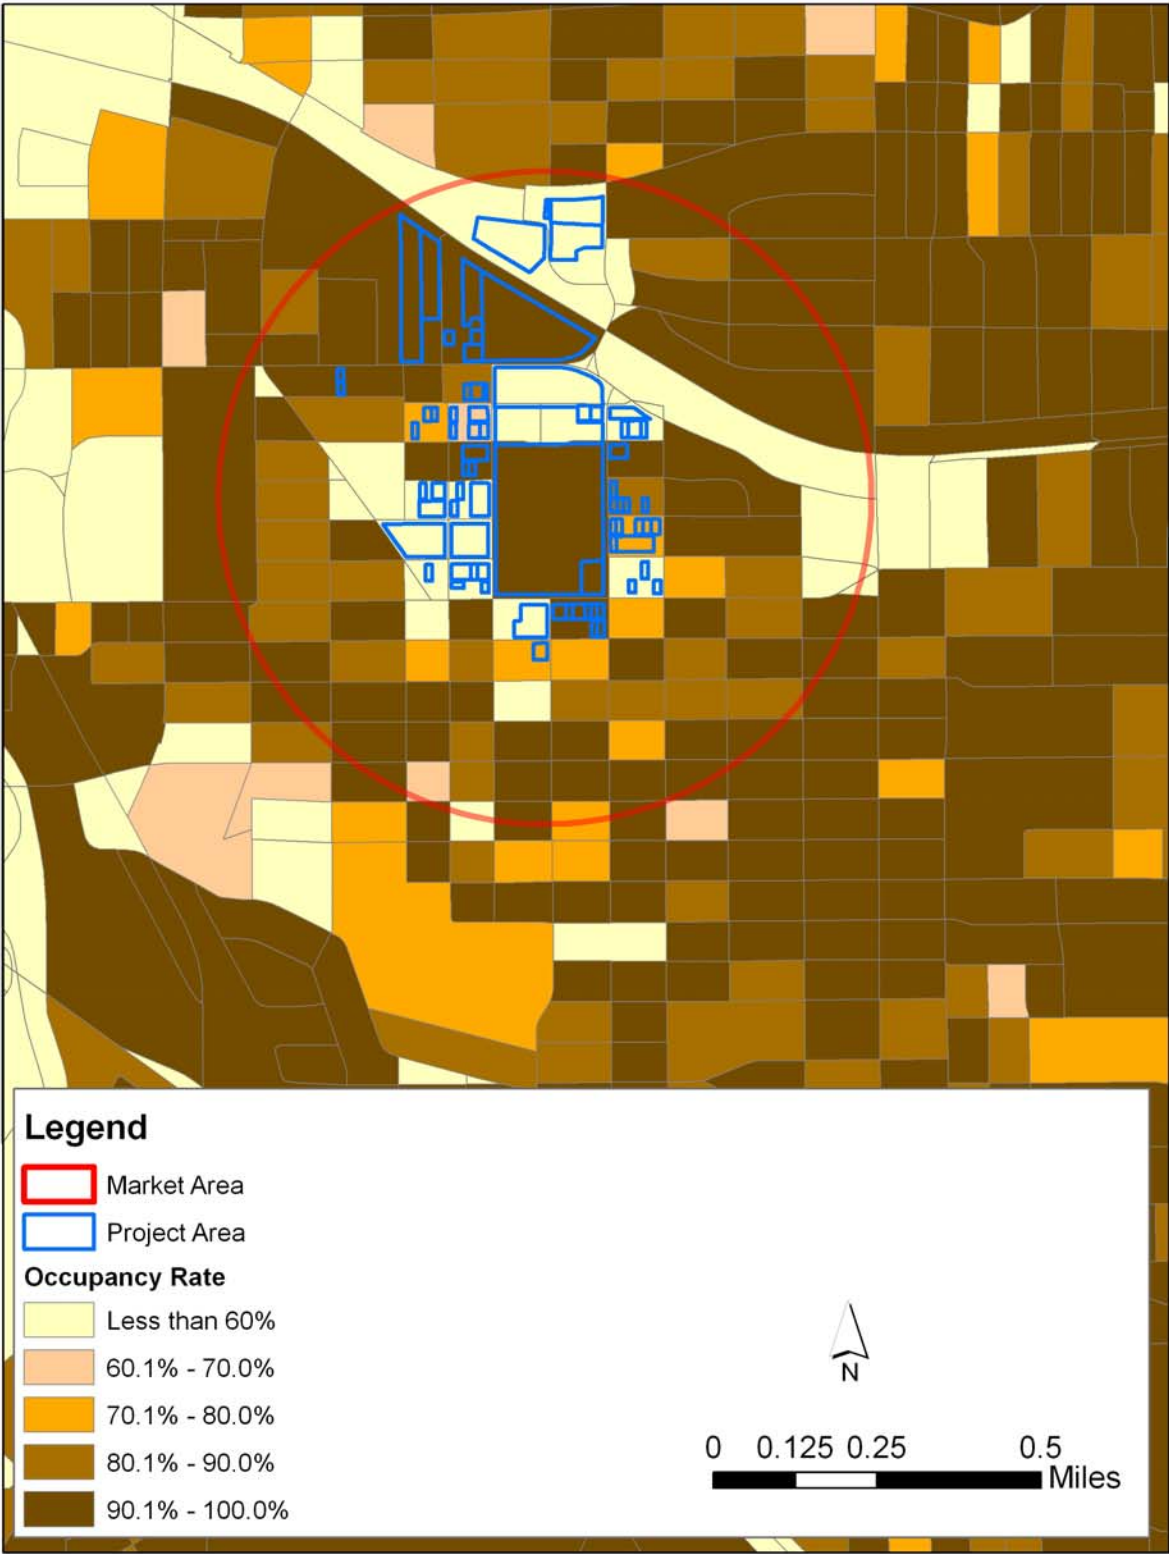 Legend
Market Area
Project Area
Occupancy Rate
Less than 60%
60.1% - 70.0%
70.1% - 80.0%
80.1% - 90.0%
90.1% - 100.0%
N
0 0.125 0.25 0.5
Miles